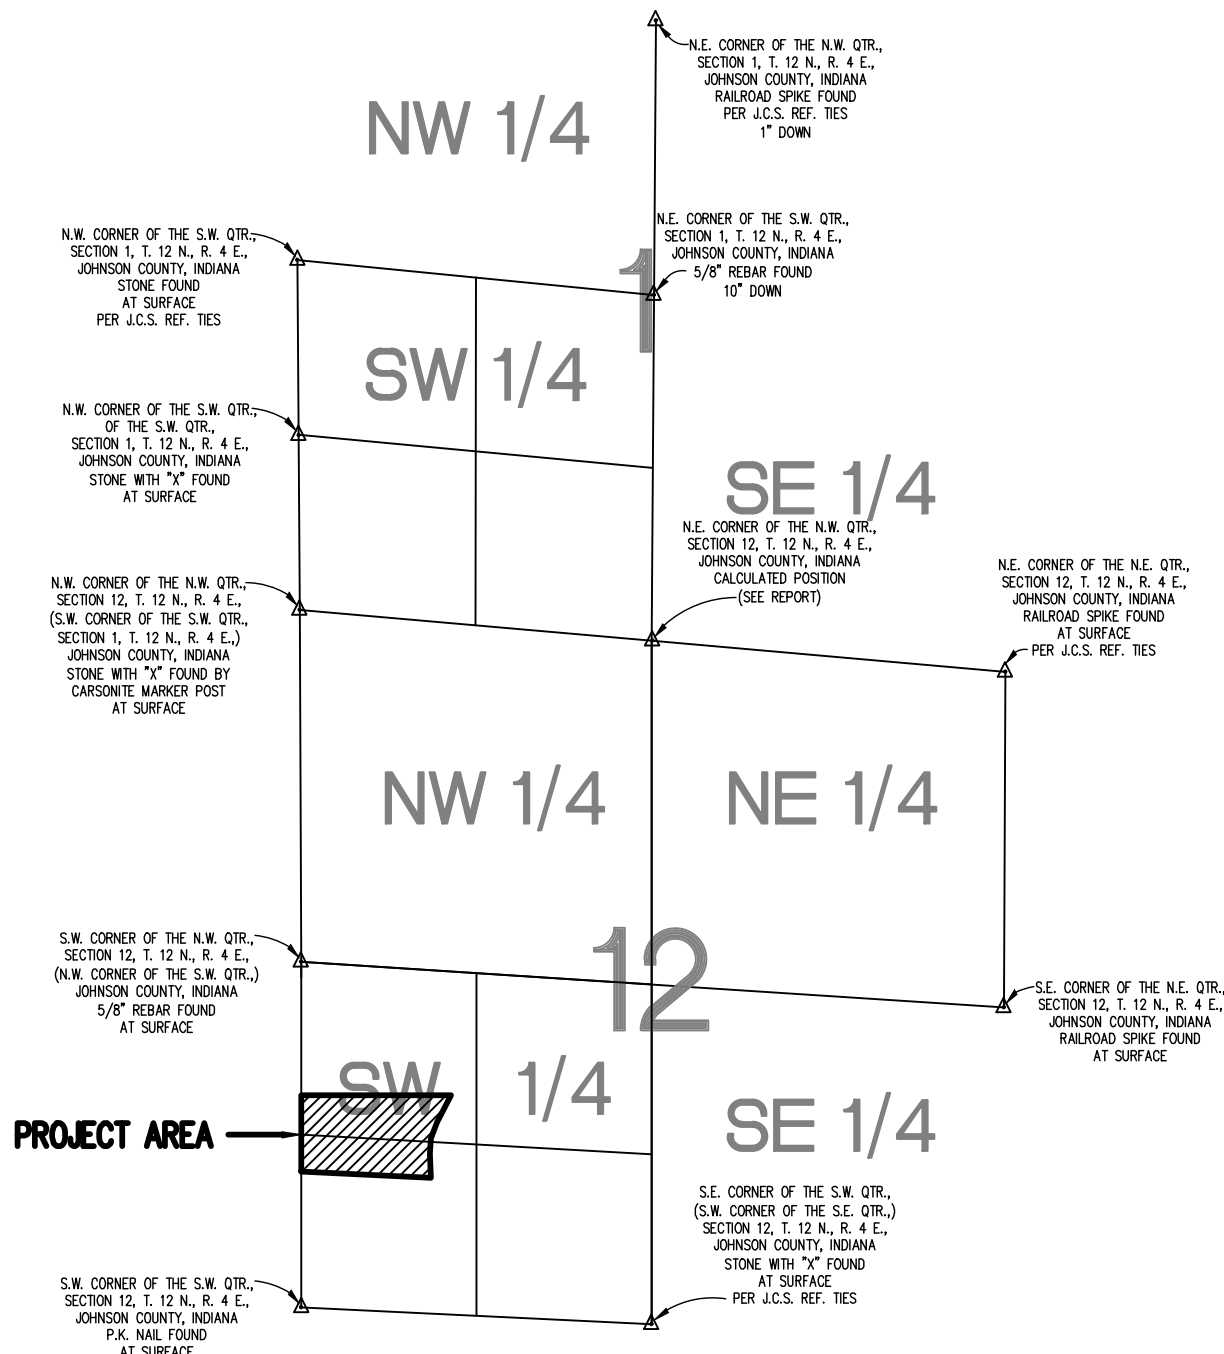 N.E. CORNER OF THE N.W. QTR.,
SECTION 1, T. 12 N., R. 4 E.,
JOHNSON COUNTY, INDIANA
RAILROAD SPIKE FOUND
PER J.C.S. REF. TIES
1" DOWN
NW 1/4
N.W. CORNER OF THE S.W. QTR.,
SECTION 1, T. 12 N., R. 4 E.,
JOHNSON COUNTY, INDIANA
STONE FOUND
AT SURFACE
PER J.C.S. REF. TIES
N.E. CORNER OF THE S.W. QTR.,
SECTION 1, T. 12 N., R. 4 E.,
JOHNSON COUNTY, INDIANA
5/8" REBAR FOUND
10" DOWN
1
SW 1/4
N.W. CORNER OF THE S.W. QTR.,
OF THE S.W. QTR.,
SECTION 1, T. 12 N., R. 4 E.,
JOHNSON COUNTY, INDIANA
STONE WITH "X" FOUND
AT SURFACE
SE 1/4
N.E. CORNER OF THE N.W. QTR.,
SECTION 12, T. 12 N., R. 4 E.,
JOHNSON COUNTY, INDIANA
CALCULATED POSITION
(SEE REPORT)
N.E. CORNER OF THE N.E. QTR.,
SECTION 12, T. 12 N., R. 4 E.,
JOHNSON COUNTY, INDIANA
RAILROAD SPIKE FOUND
AT SURFACE
PER J.C.S. REF. TIES
N.W. CORNER OF THE N.W. QTR.,
SECTION 12, T. 12 N., R. 4 E.,
(S.W. CORNER OF THE S.W. QTR.,
SECTION 1, T. 12 N., R. 4 E.,)
JOHNSON COUNTY, INDIANA
STONE WITH "X" FOUND BY
CARSONITE MARKER POST
AT SURFACE
NW 1/4
NE 1/4
S.W. CORNER OF THE N.W. QTR.,
SECTION 12, T. 12 N., R. 4 E.,
(N.W. CORNER OF THE S.W. QTR.,)
JOHNSON COUNTY, INDIANA
5/8" REBAR FOUND
AT SURFACE
12
S.E. CORNER OF THE N.E. QTR.,
SECTION 12, T. 12 N., R. 4 E.,
JOHNSON COUNTY, INDIANA
RAILROAD SPIKE FOUND
AT SURFACE
SW 1/4
PROJECT AREA
SE 1/4
S.E. CORNER OF THE S.W. QTR.,
(S.W. CORNER OF THE S.E. QTR.,)
SECTION 12, T. 12 N., R. 4 E.,
JOHNSON COUNTY, INDIANA
STONE WITH "X" FOUND
AT SURFACE
PER J.C.S. REF. TIES
S.W. CORNER OF THE S.W. QTR.,
SECTION 12, T. 12 N., R. 4 E.,
JOHNSON COUNTY, INDIANA
P.K. NAIL FOUND
AT SURFACE